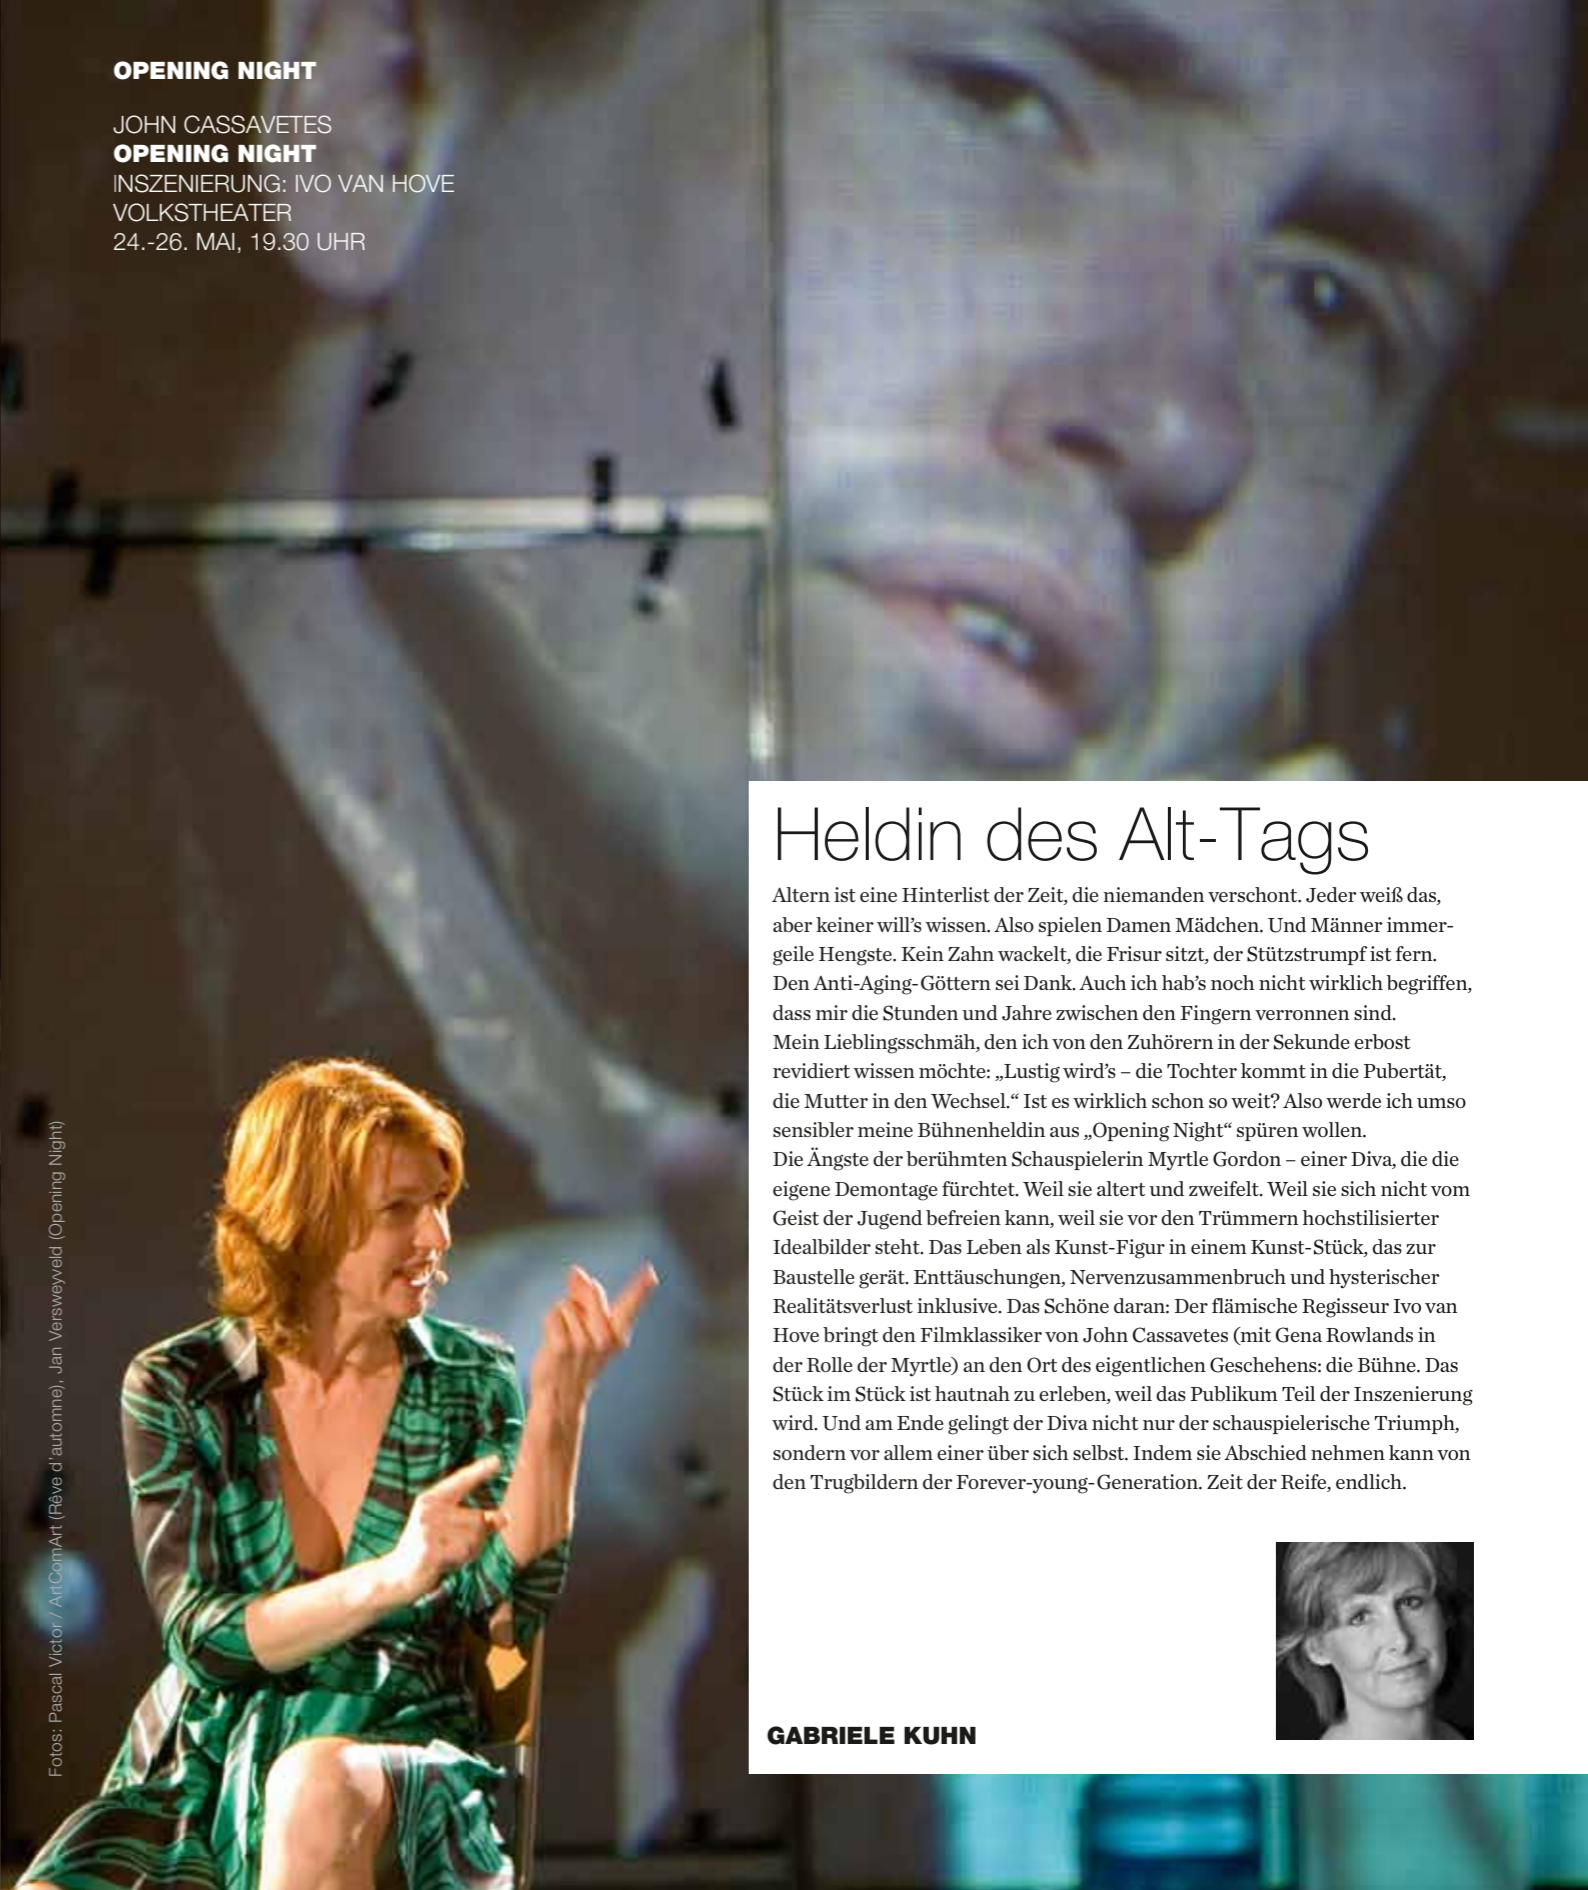 OPENING NIGHT
JOHN CASSAVETES
OPENING NIGHT
INSZENIERUNG: IVO VAN HOVE
VOLKSTHEATER
24.-26. MAI, 19.30 UHR
Heldin des Alt-Tags
Altern ist eine Hinterlist der Zeit, die niemanden verschont. Jeder weiß das,
aber keiner will’s wissen. Also spielen Damen Mädchen. Und Männer immer-
geile Hengste. Kein Zahn wackelt, die Frisur sitzt, der Stützstrumpf ist fern.
Den Anti-Aging-Göttern sei Dank. Auch ich hab’s noch nicht wirklich begriffen,
dass mir die Stunden und Jahre zwischen den Fingern verronnen sind.
Mein Lieblingsschmäh, den ich von den Zuhörern in der Sekunde erbost
revidiert wissen möchte: „Lustig wird’s – die Tochter kommt in die Pubertät,
die Mutter in den Wechsel.“ Ist es wirklich schon so weit? Also werde ich umso
sensibler meine Bühnenheldin aus „Opening Night“ spüren wollen.
Die Ängste der berühmten Schauspielerin Myrtle Gordon – einer Diva, die die
eigene Demontage fürchtet. Weil sie altert und zweifelt. Weil sie sich nicht vom
Geist der Jugend befreien kann, weil sie vor den Trümmern hochstilisierter
Idealbilder steht. Das Leben als Kunst-Figur in einem Kunst-Stück, das zur
Baustelle gerät. Enttäuschungen, Nervenzusammenbruch und hysterischer
Realitätsverlust inklusive. Das Schöne daran: Der flämische Regisseur Ivo van
Hove bringt den Filmklassiker von John Cassavetes (mit Gena Rowlands in
der Rolle der Myrtle) an den Ort des eigentlichen Geschehens: die Bühne. Das
Stück im Stück ist hautnah zu erleben, weil das Publikum Teil der Inszenierung
wird. Und am Ende gelingt der Diva nicht nur der schauspielerische Triumph,
sondern vor allem einer über sich selbst. Indem sie Abschied nehmen kann von
den Trugbildern der Forever-young-Generation. Zeit der Reife, endlich.
GABRIELE KUHN
Fotos: Pascal Victor / ArtComArt (Rêve d’automne), Jan Versweyveld (Opening Night)